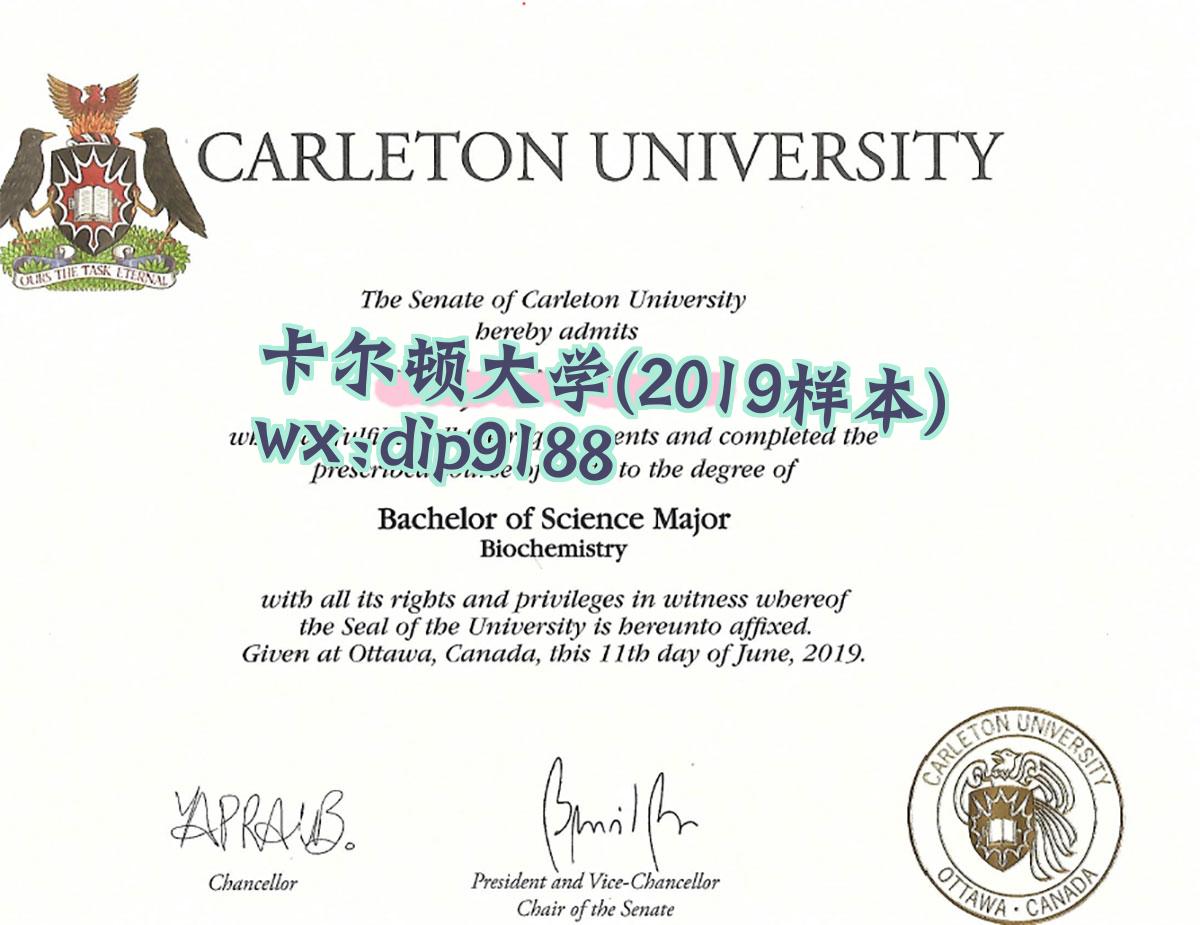 CARLETON UNIVERSITY
OURS THE TASK ETERNAL
The Senate of Carleton University
hereby admits
卡尔顿大学(2019样本)
wx:dip9188
ents and completed the
to the degree of
Bachelor of Science Major
Biochemistry
with all its rights and privileges in witness whereof
the Seal of the University is hereunto affixed.
Given at Ottawa, Canada, this 11th day of June, 2019.
Chancellor
President and Vice-Chancellor
Chair of the Senate
CARLETON UNIVERSITY
OTTAWA · CANADA